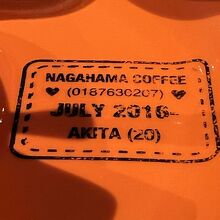 NAGAHAMA COFFEE
(0187630207)
JULY 2016-
AKITA (20)